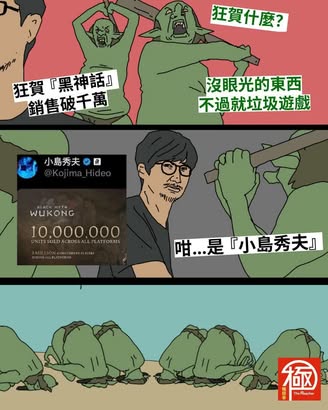 狂賀什麼?
狂賀『黑神話』
銷售破千萬
沒眼光的東西
不過就垃圾遊戲
小島秀夫
@Kojima_Hideo
BLACK MYTH
WUKONG
10,000,000
UNITS SOLD ACROSS ALL PLATFORMS
咁...是『小島秀夫』
極